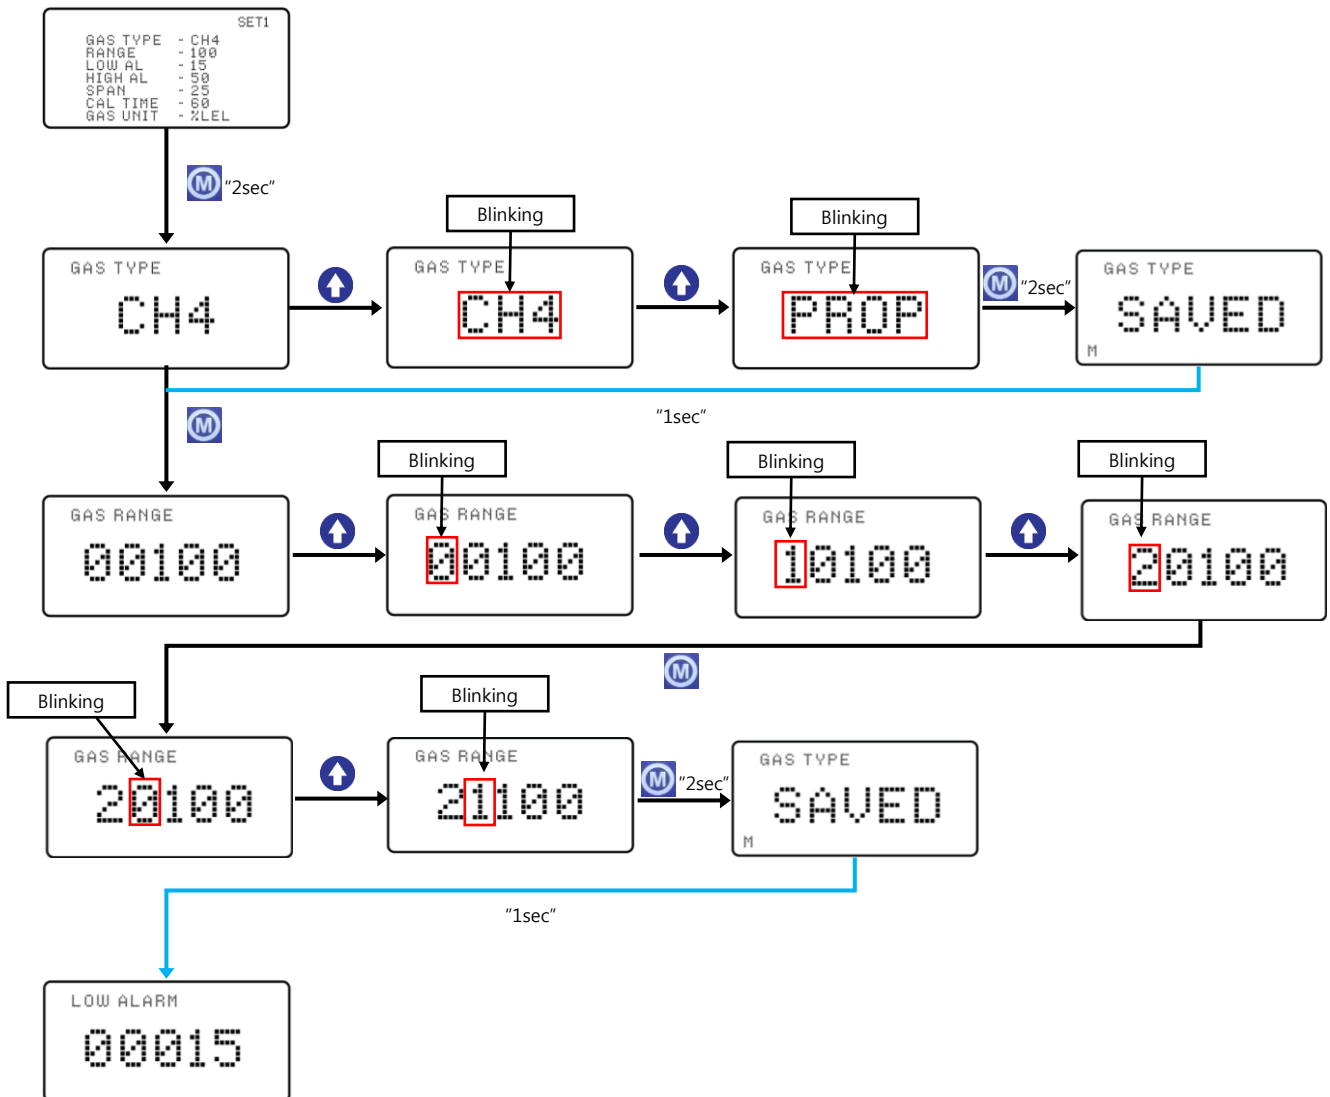 SET1
GAS TYPE - CH4
RANGE - 100
LOW AL - 15
HIGH AL - 50
SPAN - 25
CAL TIME - 60
GAS UNIT - %LEL
M "2sec"
Blinking
Blinking
GAS TYPE
CH4
GAS TYPE
CH4
GAS TYPE
PROP
M "2sec"
GAS TYPE
SAVED
M
"1sec"
M
Blinking
Blinking
Blinking
GAS RANGE
00100
GAS RANGE
00100
GAS RANGE
10100
GAS RANGE
20100
M
Blinking
Blinking
GAS RANGE
20100
GAS RANGE
21100
M "2sec"
GAS TYPE
SAVED
M
"1sec"
LOW ALARM
00015